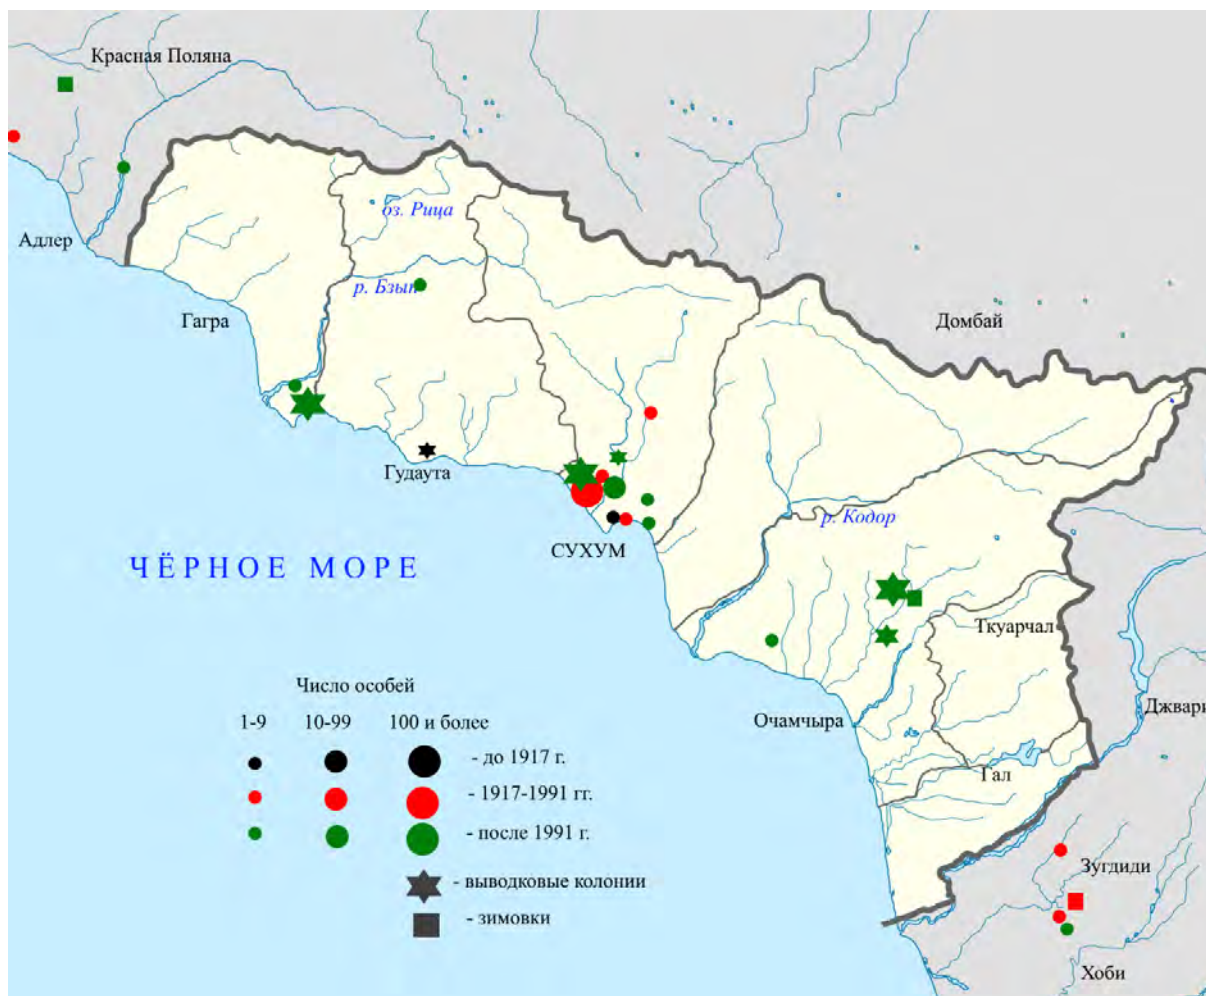 Красная Поляна
оз. Рица
Адлер
р. Бзып
Гагра
Домбай
Гудаута
р. Кодор
СУХУМ
ЧЁРНОЕ МОРЕ
Ткуарчал
Джвари
Очамчыра
Гал
Число особей
1-9 10-99 100 и более
- до 1917 г.
- 1917-1991 гг.
- после 1991 г.
- выводковые колонии
- зимовки
Зугдиди
Хоби